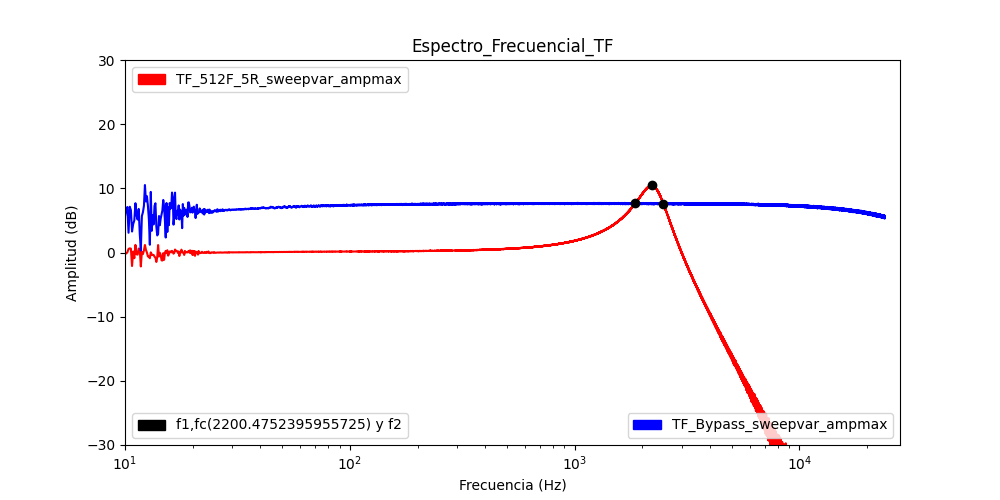 Espectro_Frecuencial_TF
TF_512F_5R_sweepvar_ampmax
Amplitud (dB)
30
20
10
0
−10
−20
−30
f1,fc(2200.4752395955725) y f2
TF_Bypass_sweepvar_ampmax
10¹ 10² 10³ 10⁴
Frecuencia (Hz)